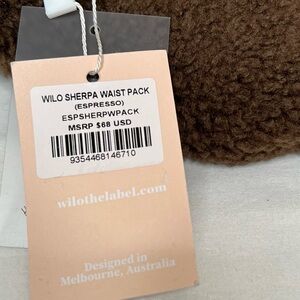 WILO SHERPA WAIST PACK
(ESPRESSO)
ESPSHERPWPACK
MSRP $68 USD
9354468146710
wilothelabel.com
Designed in
Melbourne, Australia